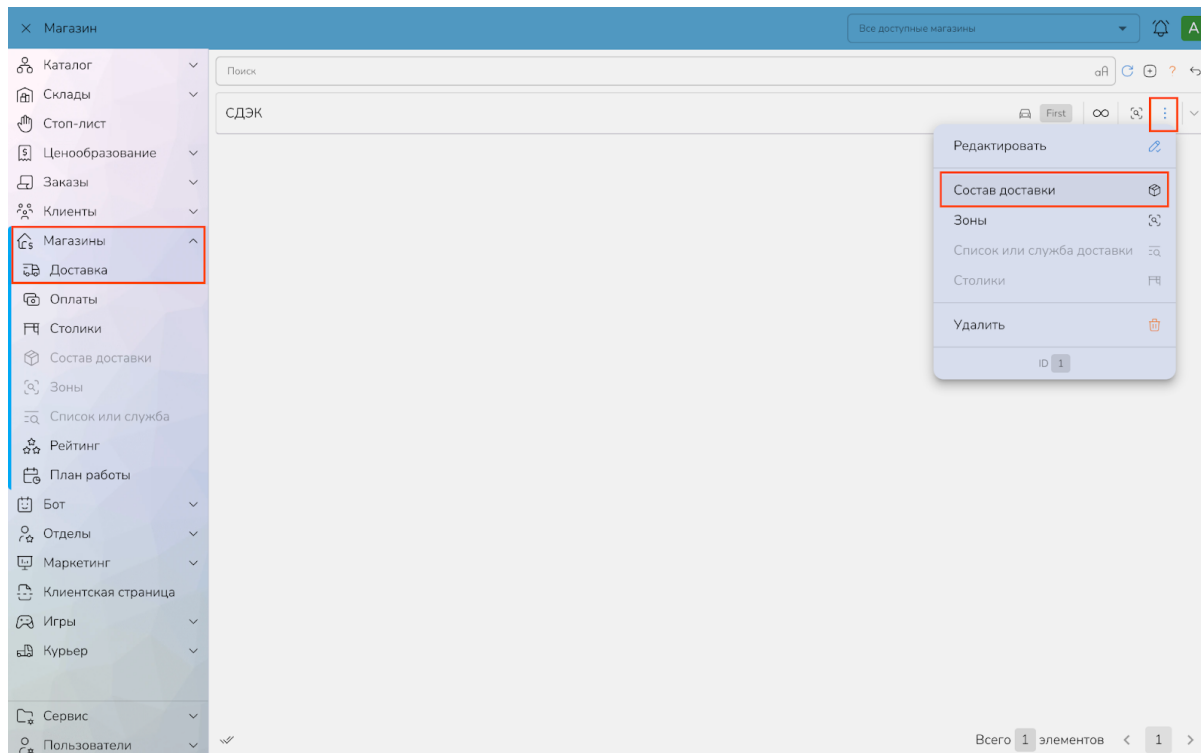 Магазин
Все доступные магазины
A
Каталог
Склады
Стоп-лист
Ценообразование
Заказы
Клиенты
Магазины
Доставка
Оплаты
Столики
Состав доставки
Зоны
Список или служба
Рейтинг
План работы
Бот
Отделы
Маркетинг
Клиентская страница
Игры
Курьер
Сервис
Пользователи
Поиск
aA
?
СДЭК
First
Редактировать
Состав доставки
Зоны
Список или служба доставки
Столики
Удалить
ID 1
Всего 1 элементов
1